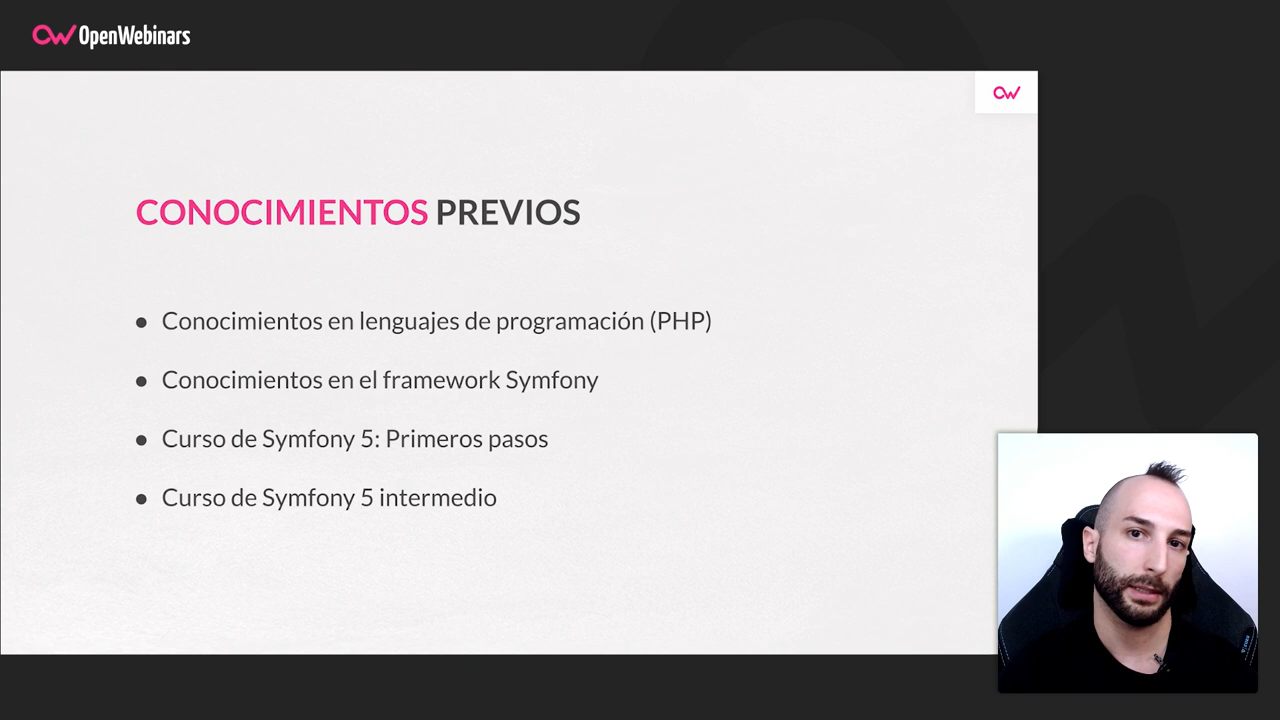 OpenWebinars
CONOCIMIENTOS PREVIOS
● Conocimientos en lenguajes de programación (PHP)
● Conocimientos en el framework Symfony
● Curso de Symfony 5: Primeros pasos
● Curso de Symfony 5 intermedio